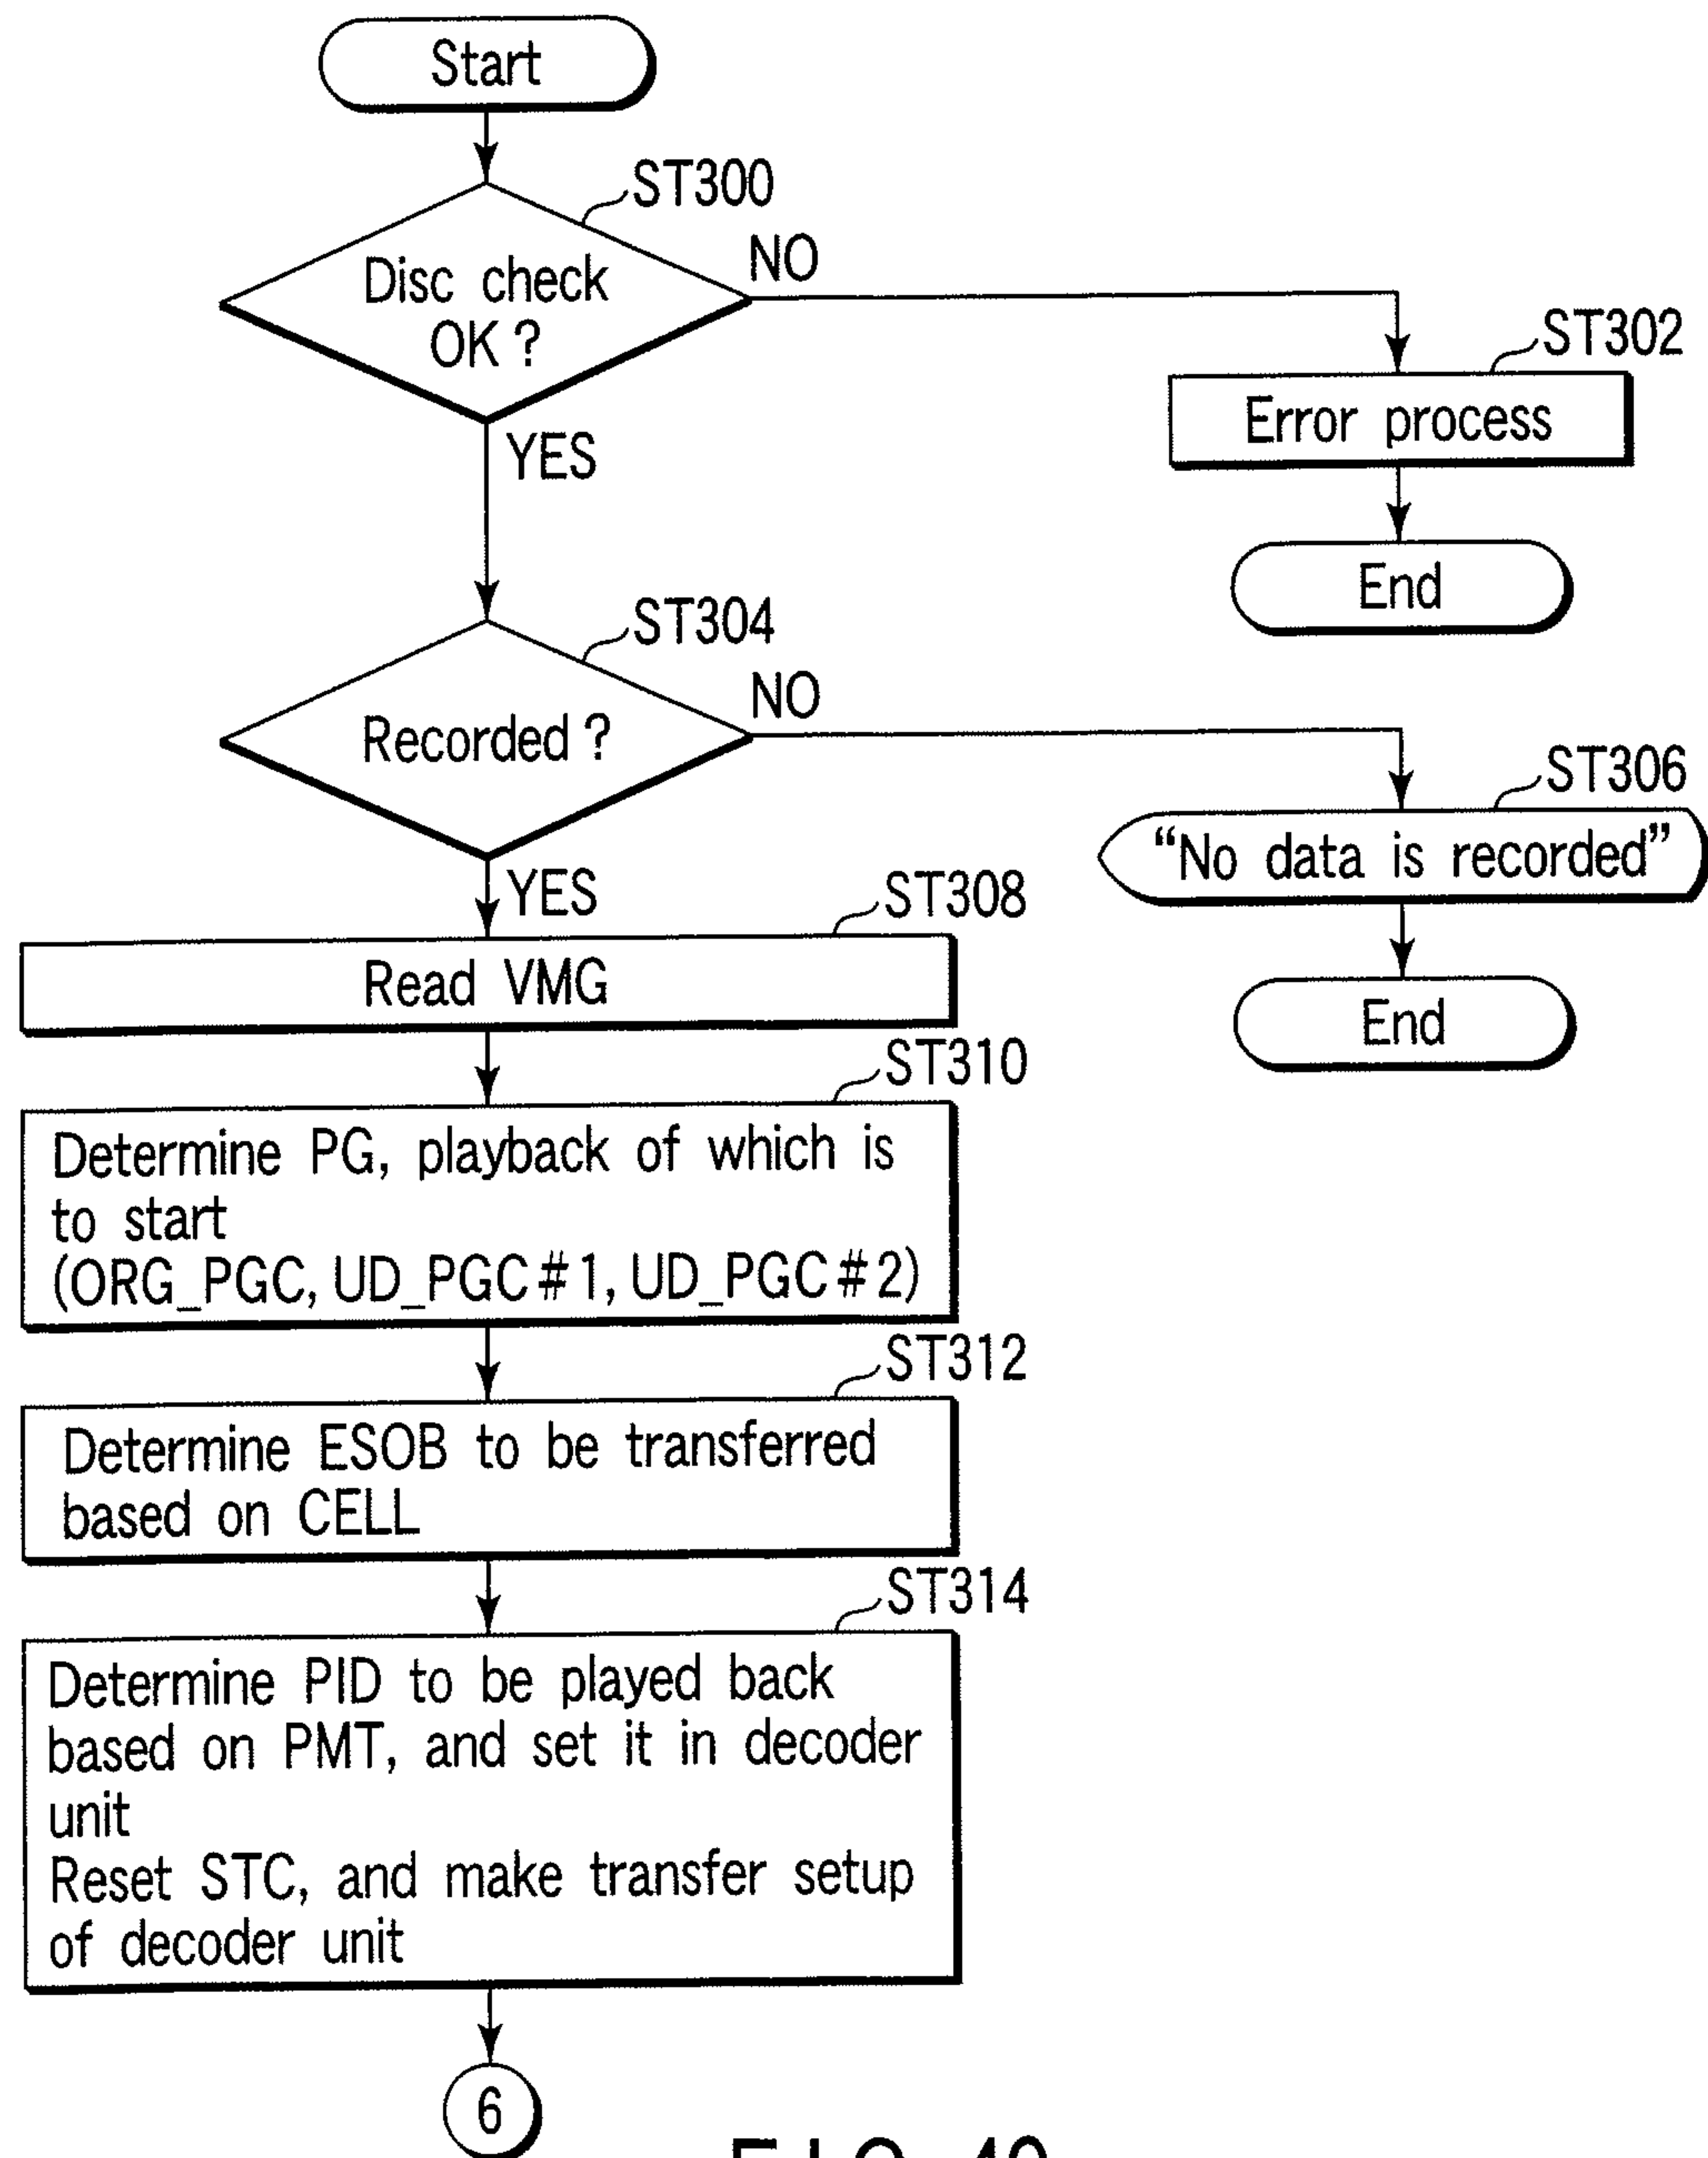 Start
ST300
Disc check
OK ?
NO
YES
ST302
Error process
End
ST304
Recorded ?
NO
YES
ST306
“No data is recorded”
End
ST308
Read VMG
ST310
Determine PG, playback of which is
to start
(ORG_PGC, UD_PGC#1, UD_PGC#2)
ST312
Determine ESOB to be transferred
based on CELL
ST314
Determine PID to be played back
based on PMT, and set it in decoder
unit
Reset STC, and make transfer setup
of decoder unit
6